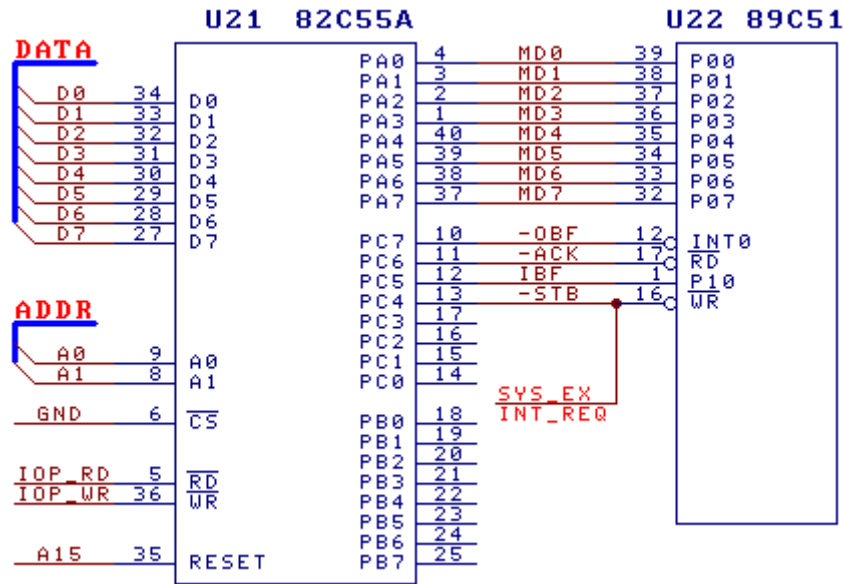 U21 82C55A U22 89C51
DATA
PA0 4 MD0 39 P00
PA1 3 MD1 38 P01
D0 34 D0 PA2 2 MD2 37 P02
D1 33 D1 PA3 1 MD3 36 P03
D2 32 D2 PA4 40 MD4 35 P04
D3 31 D3 PA5 39 MD5 34 P05
D4 30 D4 PA6 38 MD6 33 P06
D5 29 D5 PA7 37 MD7 32 P07
D6 28 D6
D7 27 D7 PC7 10 -OBF 12 INT0
PC6 11 -ACK 17 RD
PC5 12 IBF 1 P10
PC4 13 -STB 16 WR
ADDR
PC3 17
PC2 16
A0 9 A0 PC1 15
A1 8 A1 PC0 14
SYS_EX
INT_REQ
GND 6 CS PB0 18
PB1 19
PB2 20
IOP_RD 5 RD PB3 21
IOP_WR 36 WR PB4 22
PB5 23
PB6 24
A15 35 RESET PB7 25